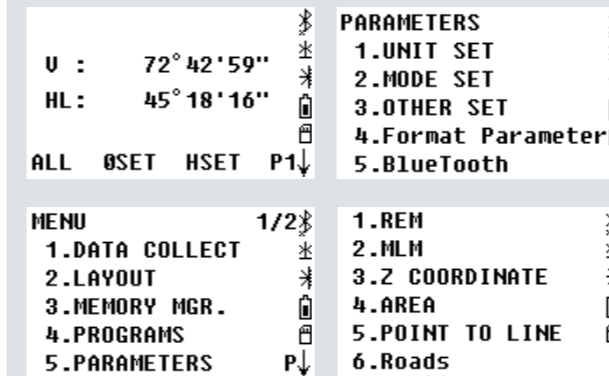 V : 72°42'59"
HL: 45°18'16"
ALL 0SET HSET P1↓
PARAMETERS
1.UNIT SET
2.MODE SET
3.OTHER SET
4.Format Parameter
5.BlueTooth
MENU 1/2
1.DATA COLLECT
2.LAYOUT
3.MEMORY MGR.
4.PROGRAMS
5.PARAMETERS P↓
1.REM
2.MLM
3.Z COORDINATE
4.AREA
5.POINT TO LINE
6.Roads